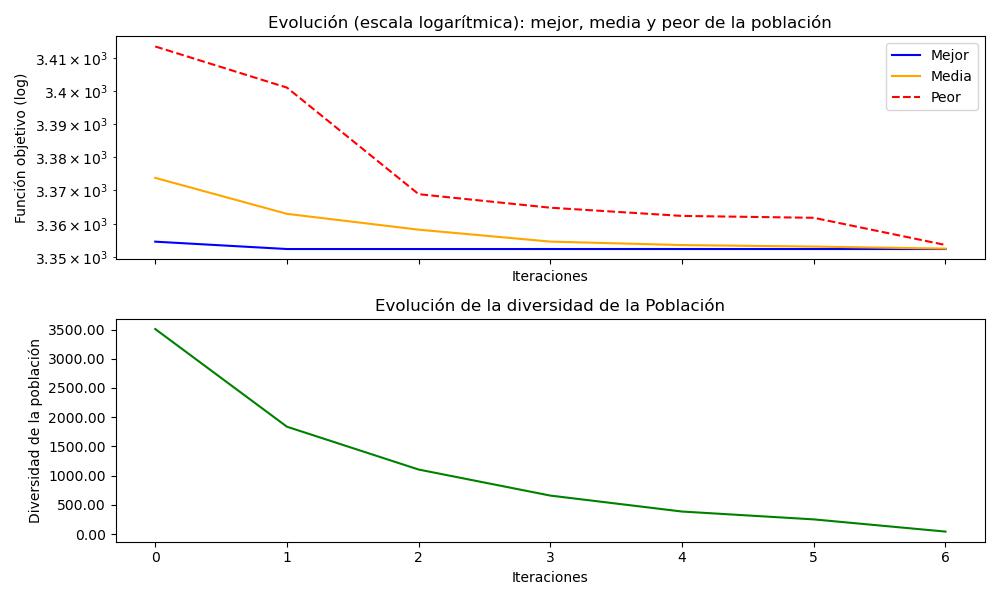 Evolución (escala logarítmica): mejor, media y peor de la población
Función objetivo (log)
3.41 × 10³
3.4 × 10³
3.39 × 10³
3.38 × 10³
3.37 × 10³
3.36 × 10³
3.35 × 10³
Mejor
Media
Peor
Iteraciones
Evolución de la diversidad de la Población
Diversidad de la población
3500.00
3000.00
2500.00
2000.00
1500.00
1000.00
500.00
0.00
0 1 2 3 4 5 6
Iteraciones